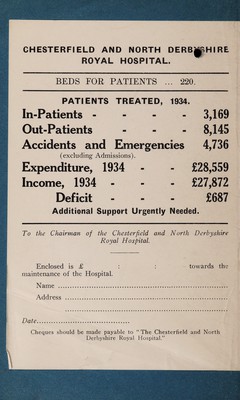 CHESTERFIELD AND NORTH DERBYSHIRE
ROYAL HOSPITAL.
BEDS FOR PATIENTS ... 220.
PATIENTS TREATED, 1934.
In-Patients - - - - 3,169
Out-Patients - - - 8,145
Accidents and Emergencies 4,736
(excluding Admissions).
Expenditure, 1934 - - £28,559
Income, 1934 - - - £27,872
Deficit - - - £687
Additional Support Urgently Needed.
To the Chairman of the Chesterfield and North Derbyshire
Royal Hospital.
Enclosed is £ : : towards the
maintenance of the Hospital.
Name
Address
Date
Cheques should be made payable to "The Chesterfield and North
Derbyshire Royal Hospital."